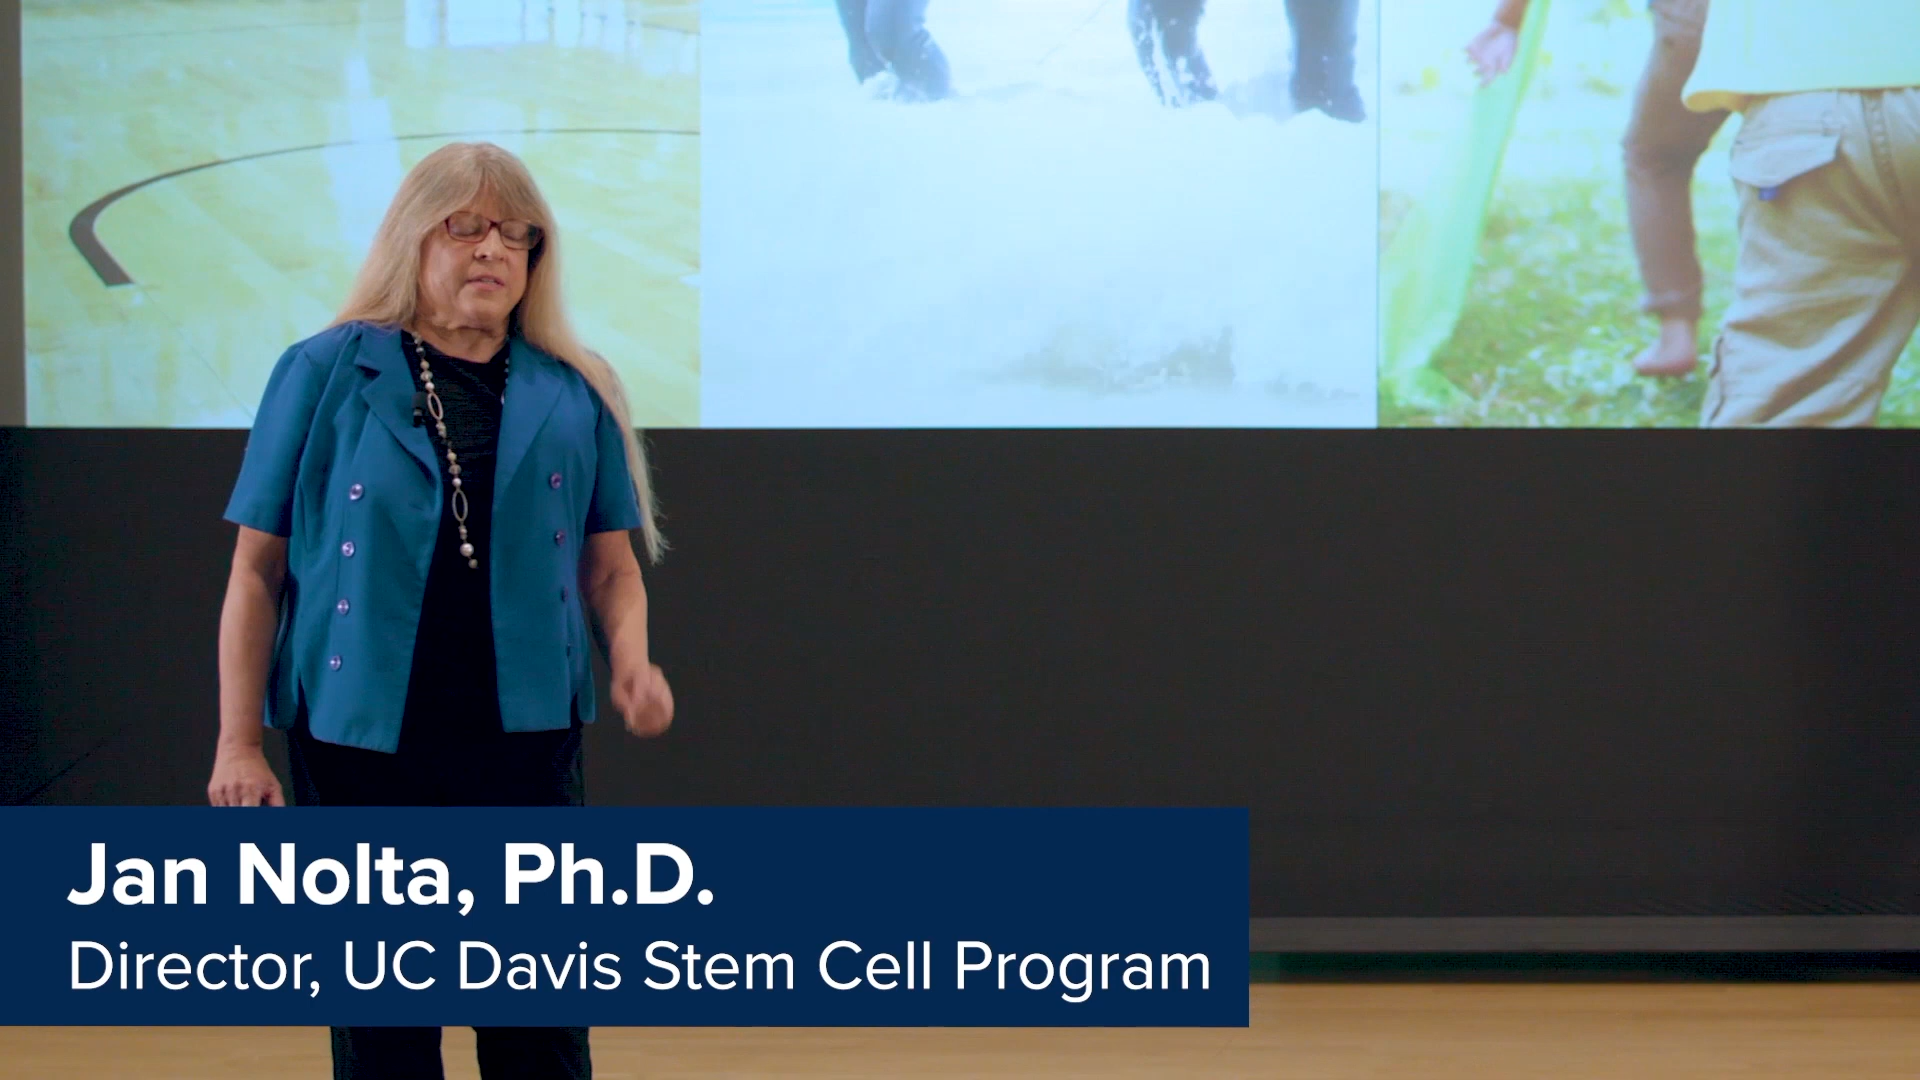 Jan Nolta, Ph.D.
Director, UC Davis Stem Cell Program